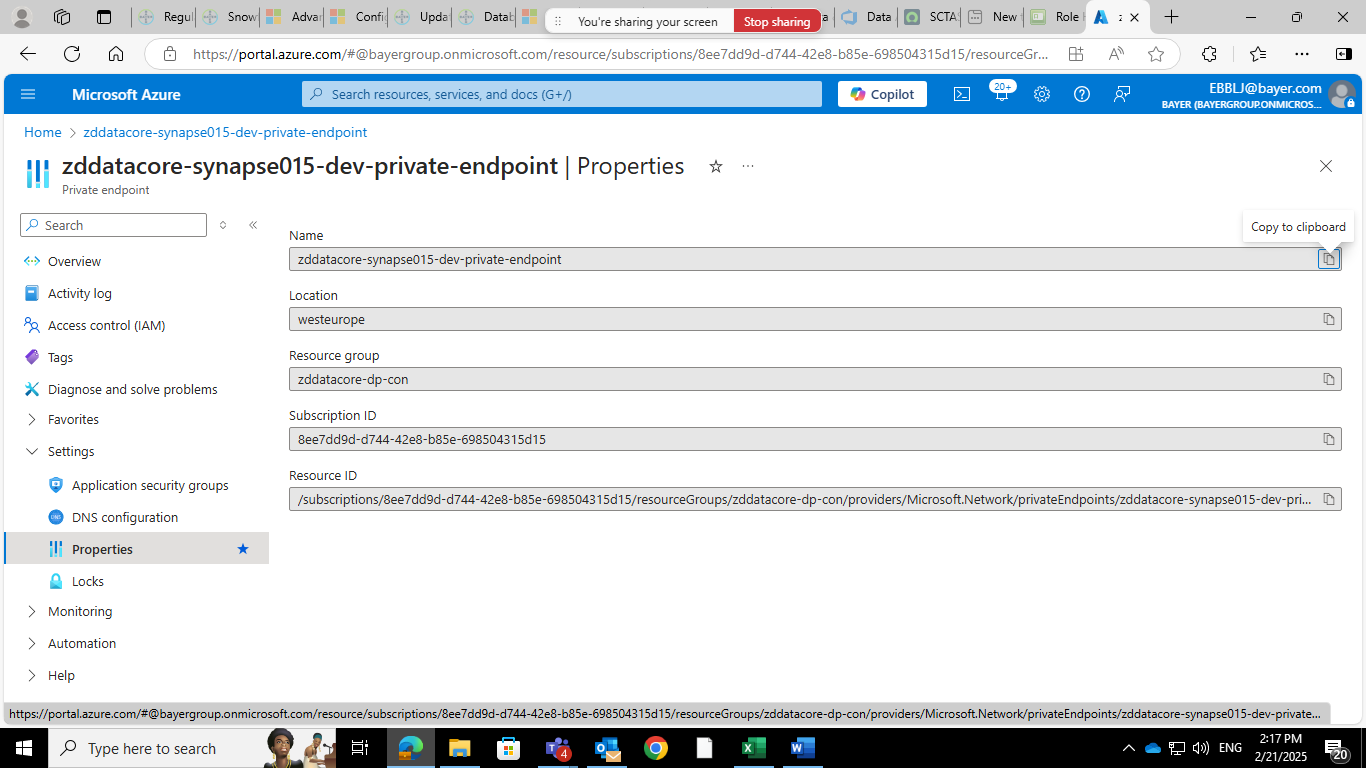 Regul
Snow
Adva
Config
Upda
Datab
You're sharing your screen
Stop sharing
Data
SCTAS
New
Role
https://portal.azure.com/#@bayergroup.onmicrosoft.com/resource/subscriptions/8ee7dd9d-d744-42e8-b85e-698504315d15/resourceGr...
Microsoft Azure
Search resources, services, and docs (G+/)
Copilot
20+
EBBLJ@bayer.com
BAYER (BAYERGROUP.ONMICROS...
Home > zddatacore-synapse015-dev-private-endpoint
zddatacore-synapse015-dev-private-endpoint | Properties
Private endpoint
Search
Overview
Activity log
Access control (IAM)
Tags
Diagnose and solve problems
Favorites
Settings
Application security groups
DNS configuration
Properties
Locks
Monitoring
Automation
Help
Copy to clipboard
Name
zddatacore-synapse015-dev-private-endpoint
Location
westeurope
Resource group
zddatacore-dp-con
Subscription ID
8ee7dd9d-d744-42e8-b85e-698504315d15
Resource ID
/subscriptions/8ee7dd9d-d744-42e8-b85e-698504315d15/resourceGroups/zddatacore-dp-con/providers/Microsoft.Network/privateEndpoints/zddatacore-synapse015-dev-pri...
https://portal.azure.com/#@bayergroup.onmicrosoft.com/resource/subscriptions/8ee7dd9d-d744-42e8-b85e-698504315d15/resourceGroups/zddatacore-dp-con/providers/Microsoft.Network/privateEndpoints/zddatacore-synapse015-dev-private...
Type here to search
4
ENG
2:17 PM
2/21/2025
20